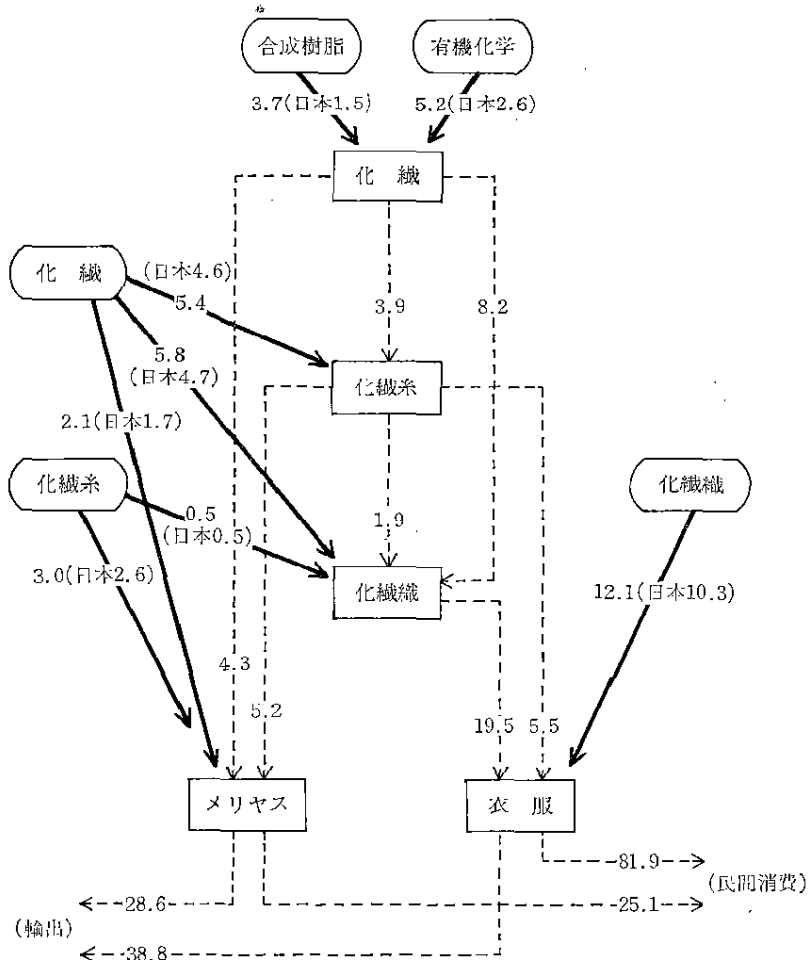 合成樹脂
有機化学
3.7(日本1.5)
5.2(日本2.6)
化 繊
化 繊
(日本4.6)
5.4
3.9
8.2
5.8
(日本4.7)
化繊糸
2.1(日本1.7)
化繊糸
化繊織
0.5
(日本0.5)
1.9
3.0(日本2.6)
化繊織
12.1(日本10.3)
4.3
5.2
19.5
5.5
メリヤス
衣 服
81.9
(民間消費)
28.6
25.1
(輸出)
38.8